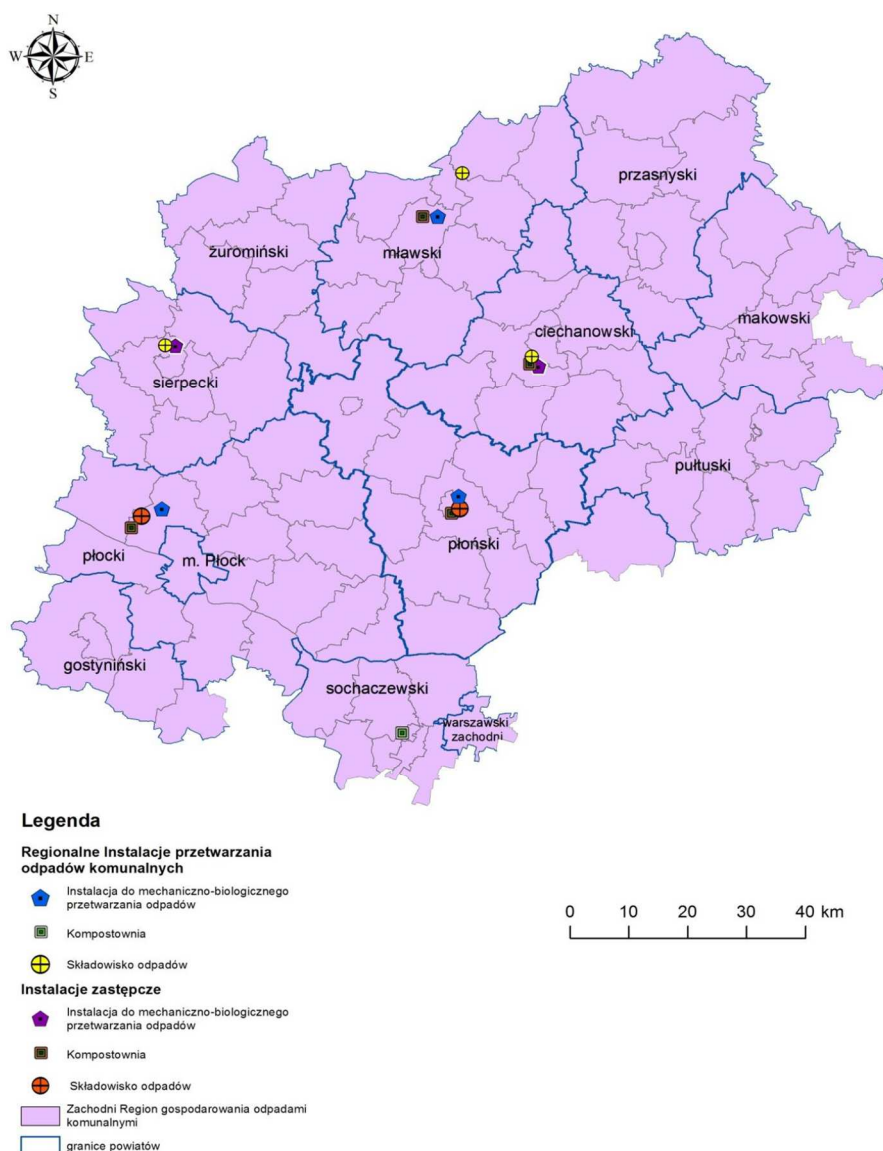 N
W E
S
przasnyski
żuromiński
mławski
makowski
ciechanowski
sierpecki
pułtuski
płoński
płocki
m. Płock
gostyniński
sochaczewski
warszawski
zachodni
Legenda
Regionalne Instalacje przetwarzania
odpadów komunalnych
Instalacja do mechaniczno-biologicznego
przetwarzania odpadów
Kompostownia
Składowisko odpadów
Instalacje zastępcze
Instalacja do mechaniczno-biologicznego
przetwarzania odpadów
Kompostownia
Składowisko odpadów
Zachodni Region gospodarowania odpadami
komunalnymi
granice powiatów
0 10 20 30 40 km